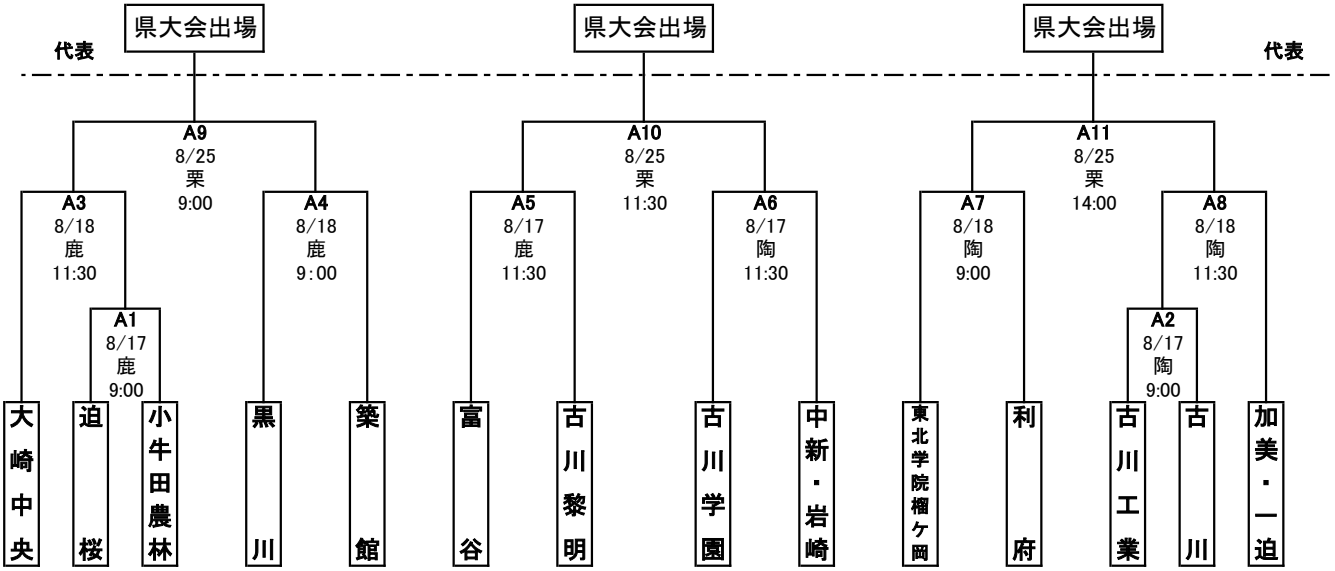 県大会出場
県大会出場
県大会出場
代表
代表
A9
8/25
栗
9:00
A10
8/25
栗
11:30
A11
8/25
栗
14:00
A3
8/18
鹿
11:30
A4
8/18
鹿
9:00
A5
8/17
鹿
11:30
A6
8/17
陶
11:30
A7
8/18
陶
9:00
A8
8/18
陶
11:30
A1
8/17
鹿
9:00
A2
8/17
陶
9:00
大崎中央
迫桜
小牛田農林
黒川
築館
富谷
古川黎明
古川学園
中新・岩崎
東北学院榴ケ岡
利府
古川工業
古川
加美・一迫